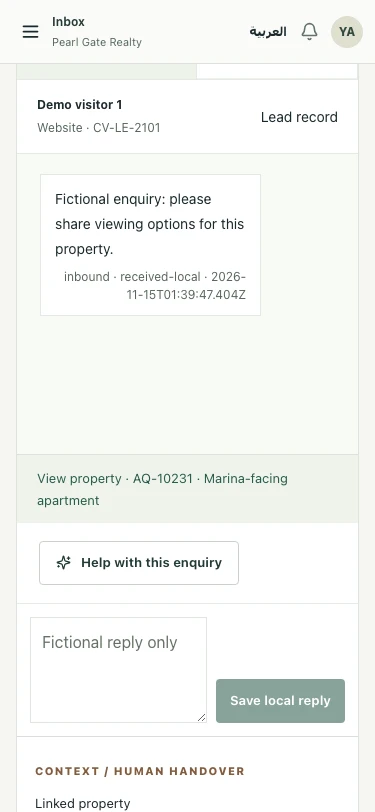 Inbox
Pearl Gate Realty
العربية
YA
Demo visitor 1
Website · CV-LE-2101
Lead record
Fictional enquiry: please
share viewing options for this
property.
inbound · received-local · 2026-
11-15T01:39:47.404Z
View property · AQ-10231 · Marina-facing
apartment
Help with this enquiry
Fictional reply only
Save local reply
CONTEXT / HUMAN HANDOVER
Linked property